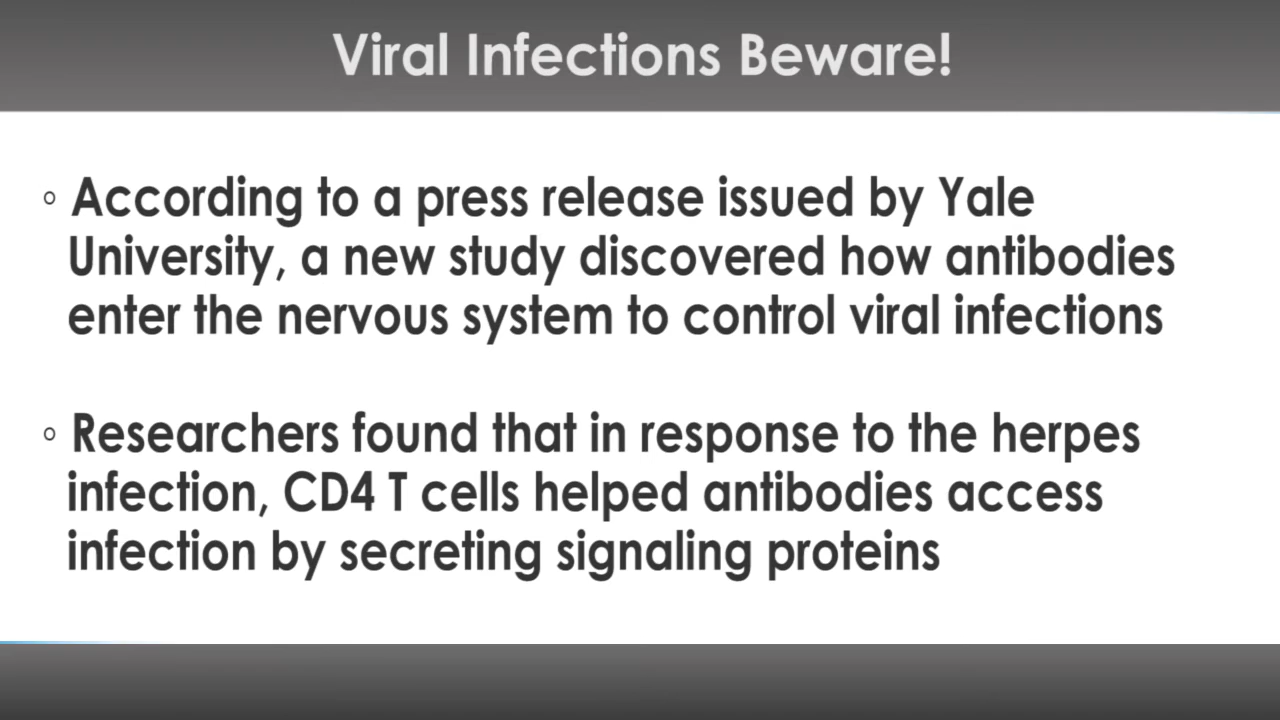 Viral Infections Beware!
◦ According to a press release issued by Yale
University, a new study discovered how antibodies
enter the nervous system to control viral infections
◦ Researchers found that in response to the herpes
infection, CD4 T cells helped antibodies access
infection by secreting signaling proteins